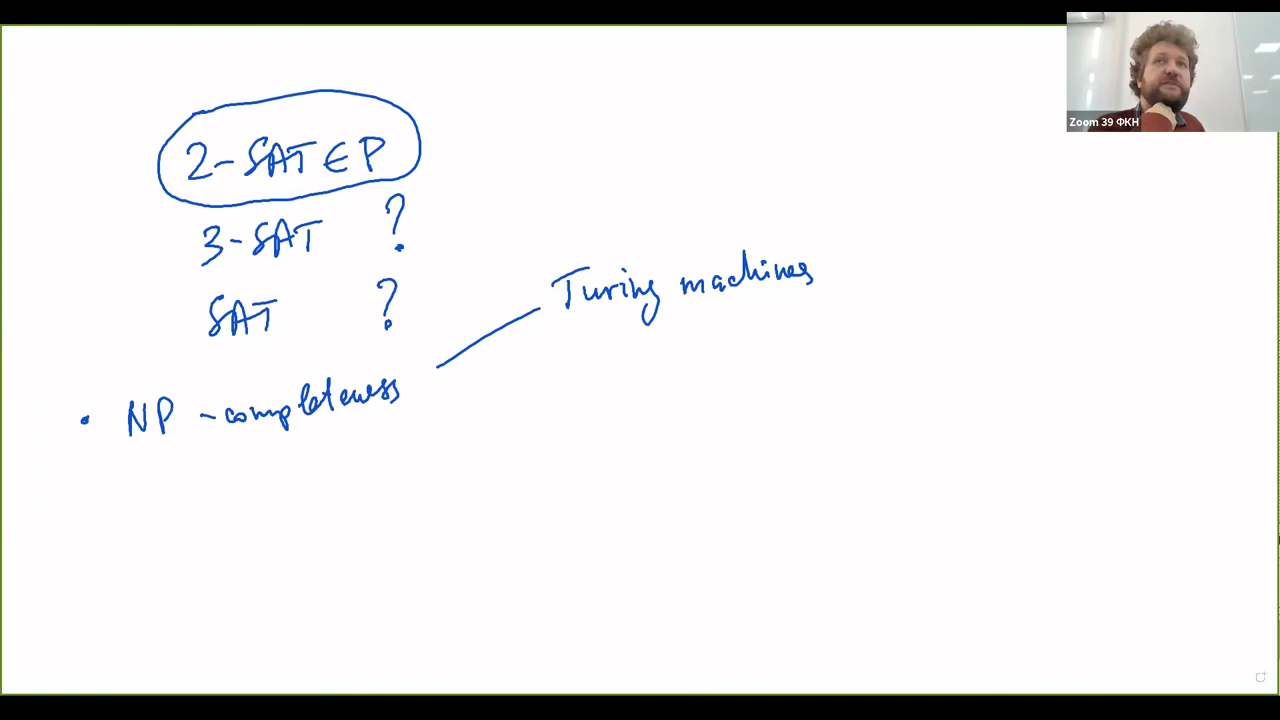 Zoom 39 ФКН
2-SAT ∈ P
3-SAT ?
SAT ?
Turing machines
• NP - completeness